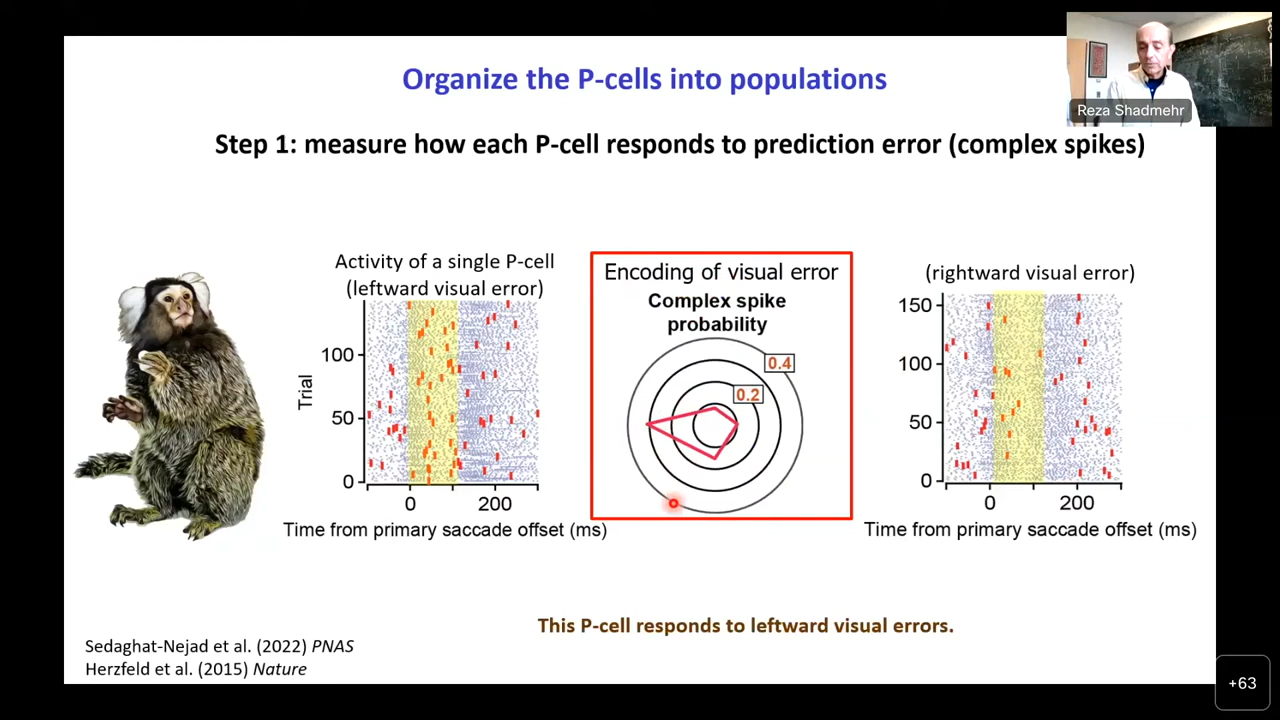 Organize the P-cells into populations
Reza Shadmehr
Step 1: measure how each P-cell responds to prediction error (complex spikes)
Activity of a single P-cell
(leftward visual error)
Trial
100
50
0
0
200
Time from primary saccade offset (ms)
Encoding of visual error
Complex spike
probability
0.4
0.2
(rightward visual error)
150
100
50
0
0
200
Time from primary saccade offset (ms)
This P-cell responds to leftward visual errors.
Sedaghat-Nejad et al. (2022) PNAS
Herzfeld et al. (2015) Nature
+63